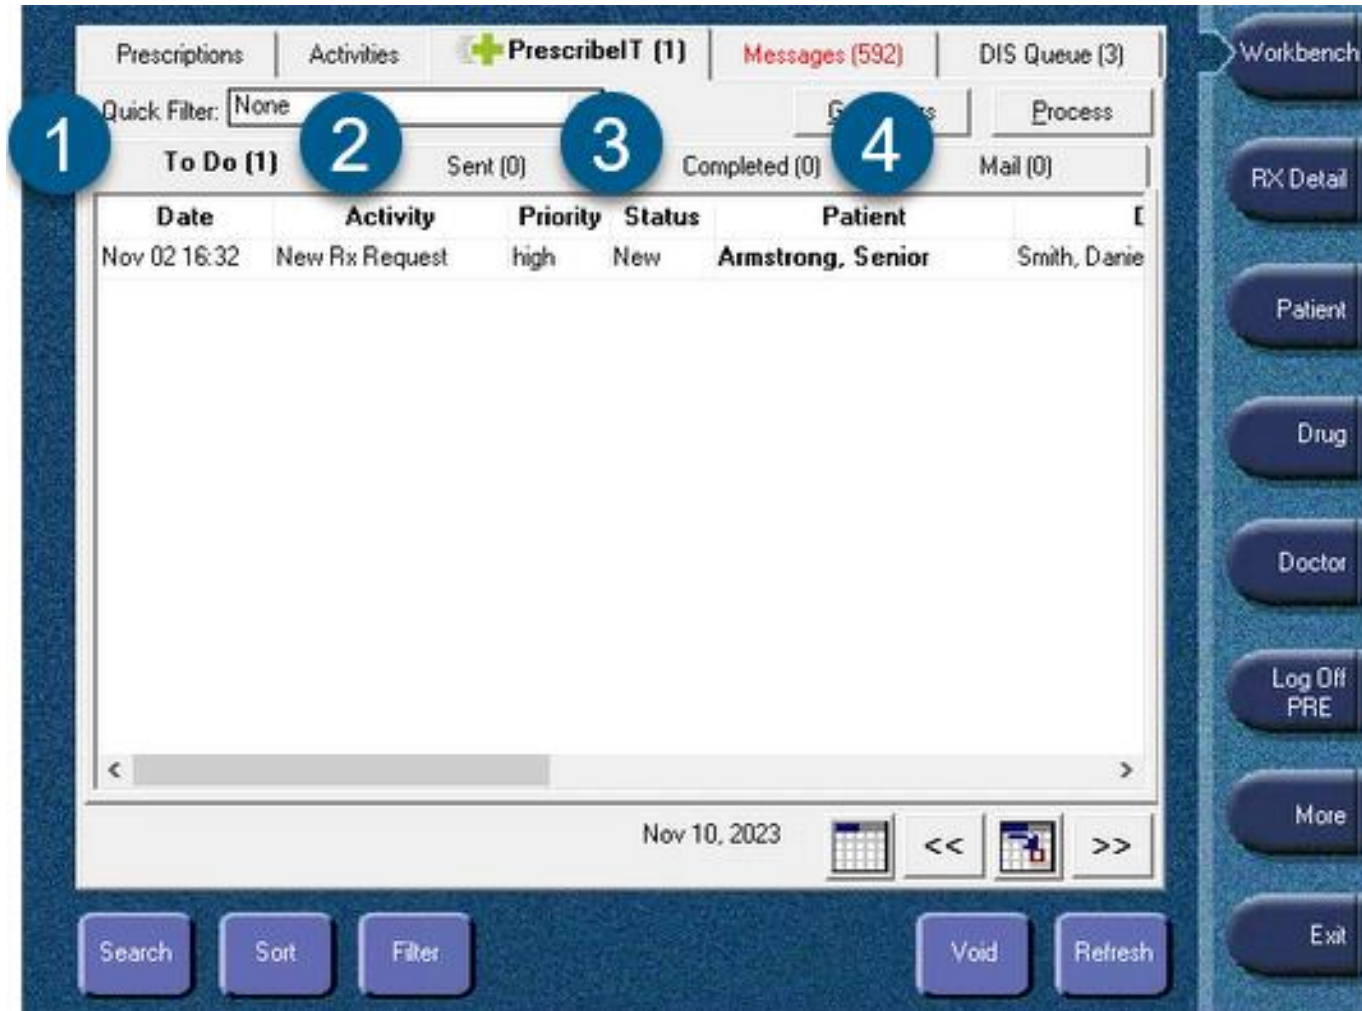 Prescriptions Activities PrescribeIT (1) Messages (592) DIS Queue (3)
Quick Filter: None Process
1 2 3 4
To Do (1) Sent (0) Completed (0) Mail (0)
Date Activity Priority Status Patient
Nov 02 16:32 New Rx Request high New Armstrong, Senior Smith, Danie
< >
Nov 10, 2023 << >>
Search Sort Filter Void Refresh
Workbench
RX Detail
Patient
Drug
Doctor
Log Off
PRE
More
Exit